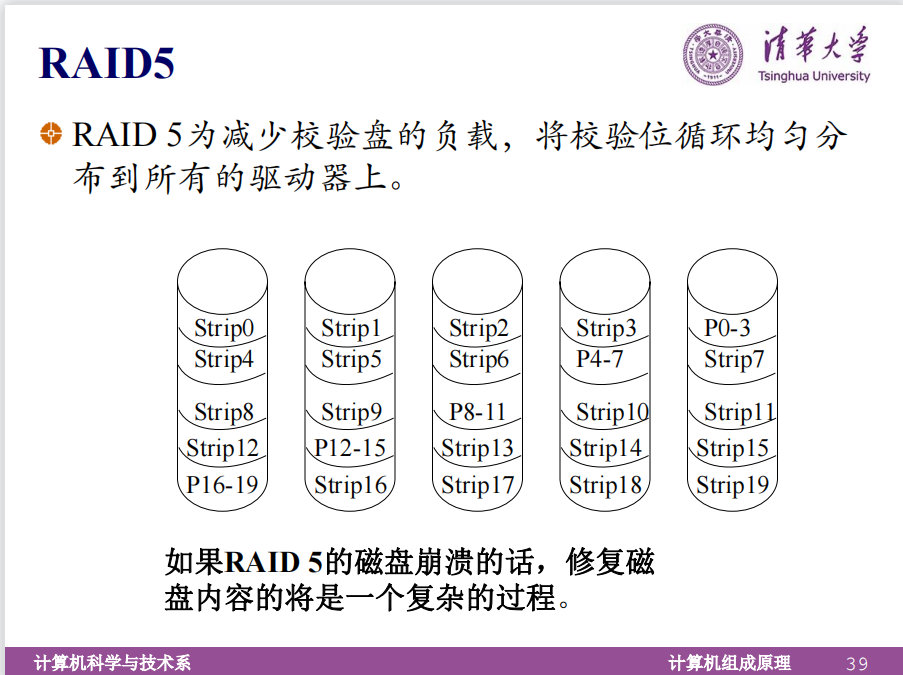 RAID5
清华大学
Tsinghua University
RAID 5为减少校验盘的负载，将校验位循环均匀分
布到所有的驱动器上。
Strip0 Strip1 Strip2 Strip3 P0-3
Strip4 Strip5 Strip6 P4-7 Strip7
Strip8 Strip9 P8-11 Strip10 Strip11
Strip12 P12-15 Strip13 Strip14 Strip15
P16-19 Strip16 Strip17 Strip18 Strip19
如果RAID 5的磁盘崩溃的话，修复磁
盘内容的将是一个复杂的过程。
计算机科学与技术系 计算机组成原理 39